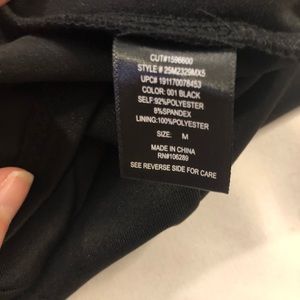 CUT#1598600
STYLE # 25M2329MX5
UPC# 191170078453
COLOR: 001 BLACK
SELF:92%POLYESTER
8%SPANDEX
LINING:100%POLYESTER
SIZE: M
MADE IN CHINA
RN#106289
SEE REVERSE SIDE FOR CARE